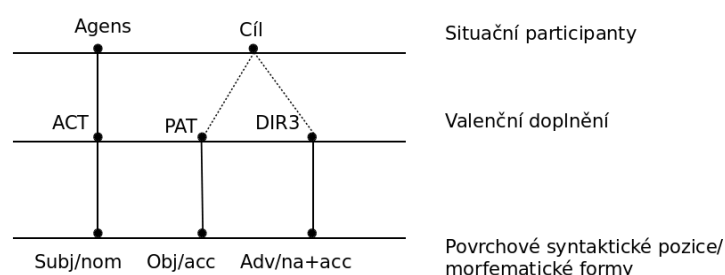 Agens
Cíl
Situační participanty
ACT
PAT
DIR3
Valenční doplnění
Subj/nom
Obj/acc
Adv/na+acc
Povrchové syntaktické pozice/
morfematické formy